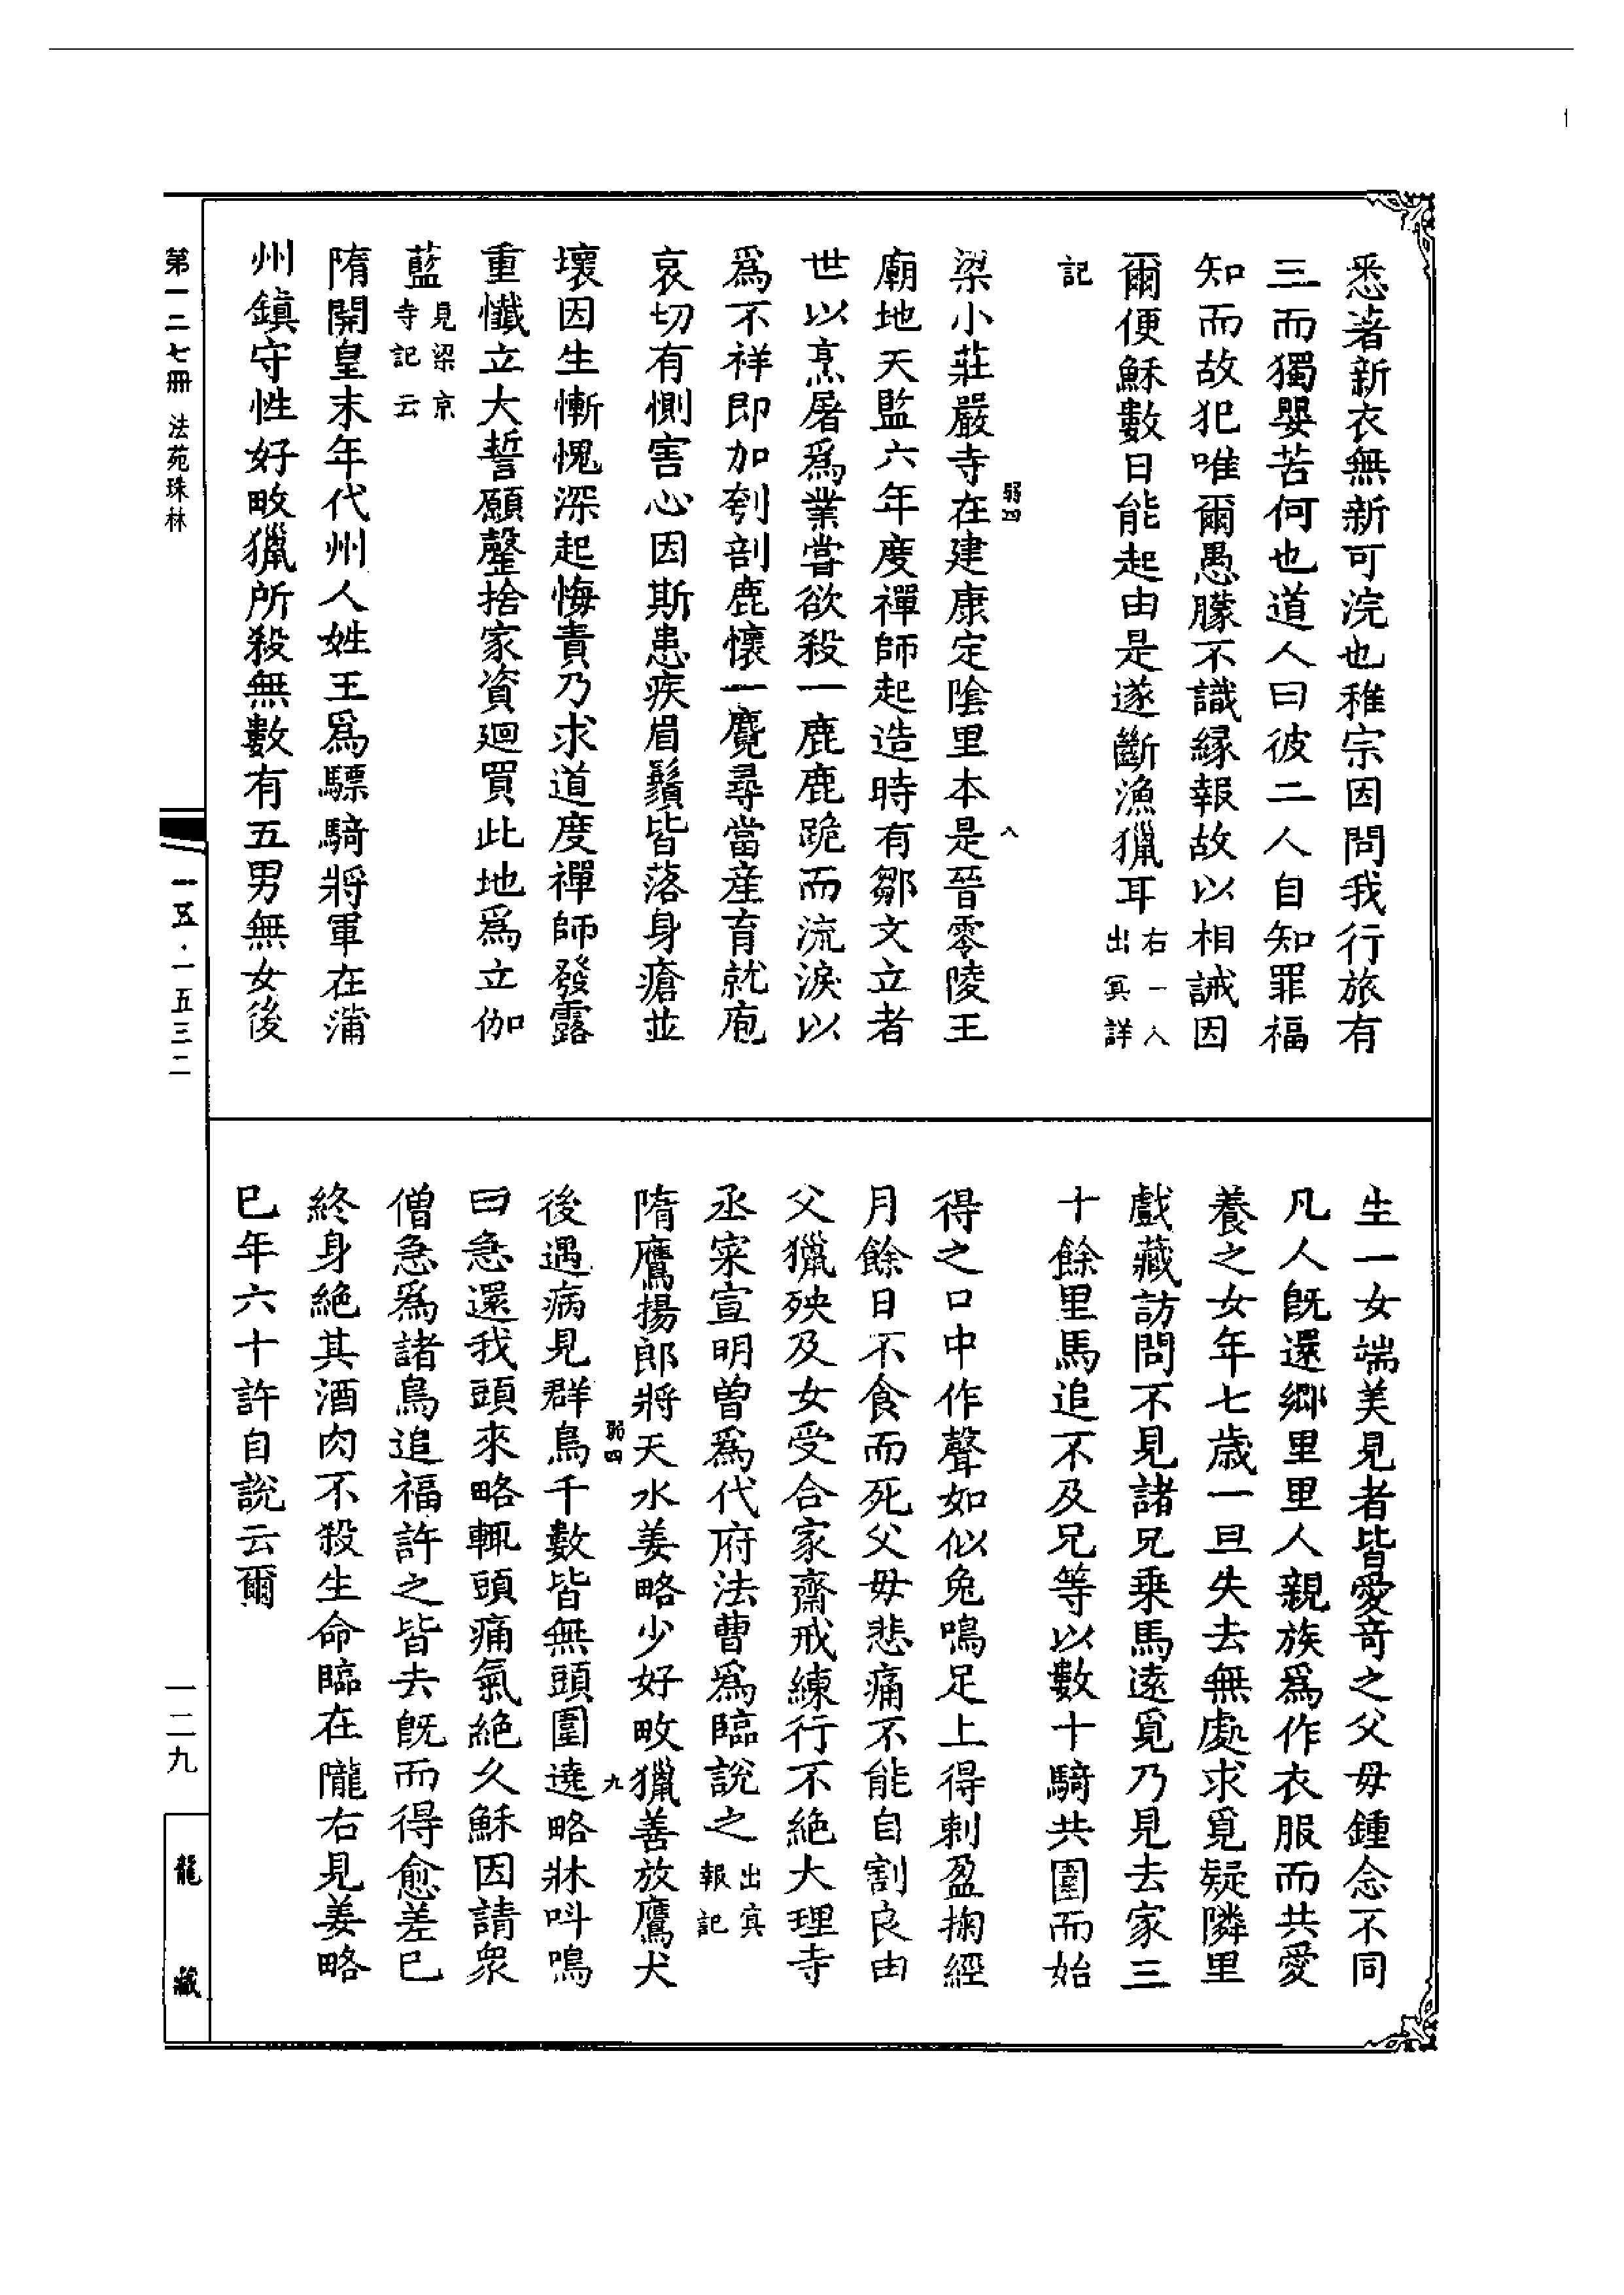 悉著新衣無新可浣也稚宗因問我行旅有
三而獨嬰苦何也道人曰彼二人自知罪福
知而故犯唯爾愚朦不識緣報故以相誡因
爾便穌數日能起由是遂斷漁獵耳右一人出冥詳
記
弱四
八
梁小莊嚴寺在建康定陰里本是晉零陵王
廟地天監六年度禪師起造時有鄒文立者
世以烹屠爲業嘗欲殺一鹿鹿跪而流淚以
爲不祥即加刳剖鹿懷一麑尋當産育就庖
哀切有惻害心因斯患疾眉鬚皆落身瘡並
壞因生慚愧深起悔責乃求道度禪師發露
重懺立大誓願罄捨家資迴買此地爲立伽
藍見梁京寺記云
隋開皇末年代州人姓王爲驃騎將軍在蒲
州鎮守性好畋獵所殺無數有五男無女後
生一女端美見者皆愛竒之父毋鍾念不同
凡人旣還鄉里里人親族爲作衣服而共愛
養之女年七歲一旦失去無處求覓疑隣里
戲藏訪問不見諸兄乗馬遠覓乃見去家三
十餘里馬追不及兄等以數十騎共圍而始
得之口中作聲如似兔鳴足上得刺盈掬經
月餘日不食而死父毋悲痛不能自割良由
父獵殃及女受合家齋戒練行不絶大理寺
丞宋宣明曽爲代府法曹爲臨說之出冥報記
隋鷹揚郎將天水姜略少好畋獵善放鷹犬
弱四
九
後遇病見群鳥千數皆無頭圍遶略牀呌鳴
曰急還我頭來略輒頭痛氣絶久穌因請衆
僧急爲諸鳥追福許之皆去旣而得愈差已
終身絶其酒肉不殺生命臨在隴右見姜略
已年六十許自說云爾
第一二七冊 法苑珠林
一五·一五三二
一二九
龍藏